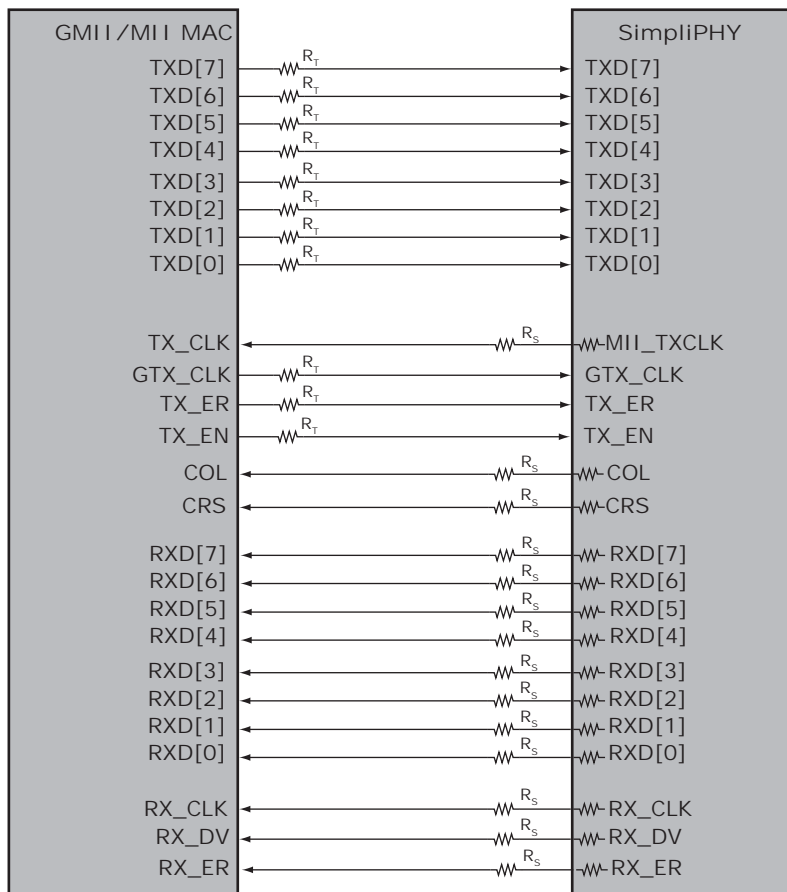 GMII/MII MAC SimpliPHY
TXD[7] R_T TXD[7]
TXD[6] R_T TXD[6]
TXD[5] R_T TXD[5]
TXD[4] R_T TXD[4]
TXD[3] R_T TXD[3]
TXD[2] R_T TXD[2]
TXD[1] R_T TXD[1]
TXD[0] R_T TXD[0]
TX_CLK R_S MII_TXCLK
GTX_CLK R_T GTX_CLK
TX_ER R_T TX_ER
TX_EN R_T TX_EN
COL R_S COL
CRS R_S CRS
RXD[7] R_S RXD[7]
RXD[6] R_S RXD[6]
RXD[5] R_S RXD[5]
RXD[4] R_S RXD[4]
RXD[3] R_S RXD[3]
RXD[2] R_S RXD[2]
RXD[1] R_S RXD[1]
RXD[0] R_S RXD[0]
RX_CLK R_S RX_CLK
RX_DV R_S RX_DV
RX_ER R_S RX_ER